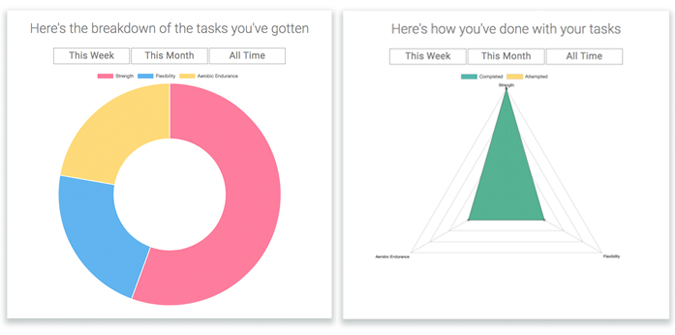 Here's the breakdown of the tasks you've gotten
This Week This Month All Time
Strength Flexibility Aerobic Endurance
Here's how you've done with your tasks
This Week This Month All Time
Completed Attempted
Strength
Aerobic Endurance Flexibility